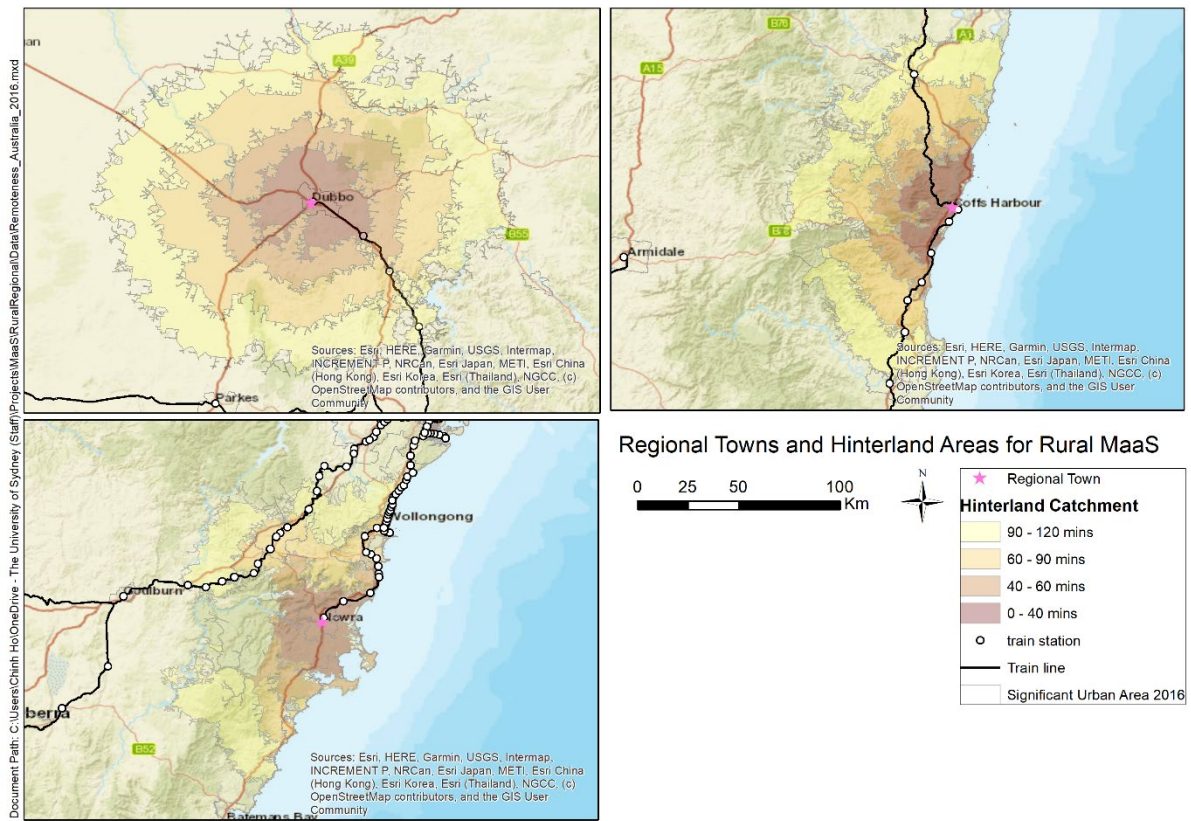 Document Path: C:\Users\Chinh Ho\OneDrive - The University of Sydney (Staff)\Projects\MaaS\RuralRegional\Data\Remoteness_Australia_2016.mxd
A39
Dubbo
B55
Parkes
Sources: Esri, HERE, Garmin, USGS, Intermap,
INCREMENT P, NRCan, Esri Japan, METI, Esri China
(Hong Kong), Esri Korea, Esri (Thailand), NGCC, (c)
OpenStreetMap contributors, and the GIS User
Community
B76
A1
A15
Coffs Harbour
B78
Armidale
Sources: Esri, HERE, Garmin, USGS, Intermap,
INCREMENT P, NRCan, Esri Japan, METI, Esri China
(Hong Kong), Esri Korea, Esri (Thailand), NGCC, (c)
OpenStreetMap contributors, and the GIS User
Community
Wollongong
Goulburn
Nowra
berra
B52
Batemans Bay
Sources: Esri, HERE, Garmin, USGS, Intermap,
INCREMENT P, NRCan, Esri Japan, METI, Esri China
(Hong Kong), Esri Korea, Esri (Thailand), NGCC, (c)
OpenStreetMap contributors, and the GIS User
Community
Regional Towns and Hinterland Areas for Rural MaaS
0 25 50 100
Km
N
Regional Town
Hinterland Catchment
90 - 120 mins
60 - 90 mins
40 - 60 mins
0 - 40 mins
train station
Train line
Significant Urban Area 2016